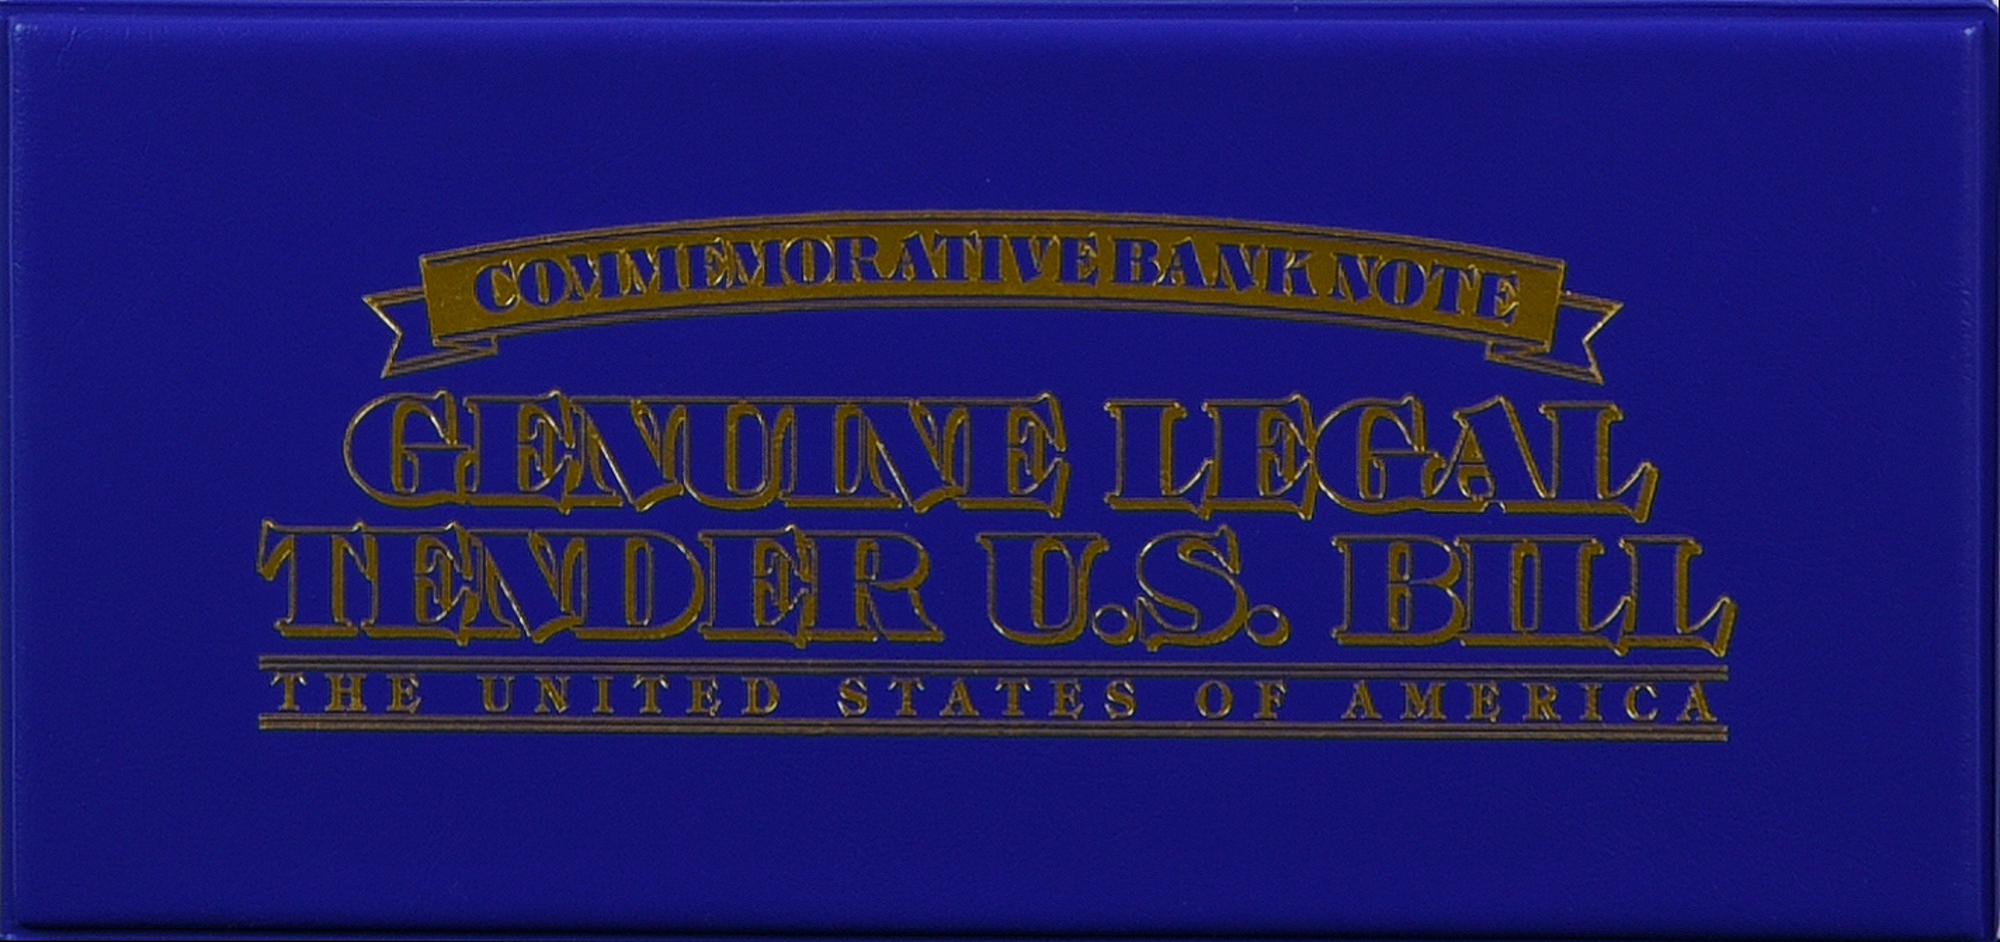 COMMEMORATIVE BANK NOTE
GENUINE LEGAL
TENDER U.S. BILL
THE UNITED STATES OF AMERICA